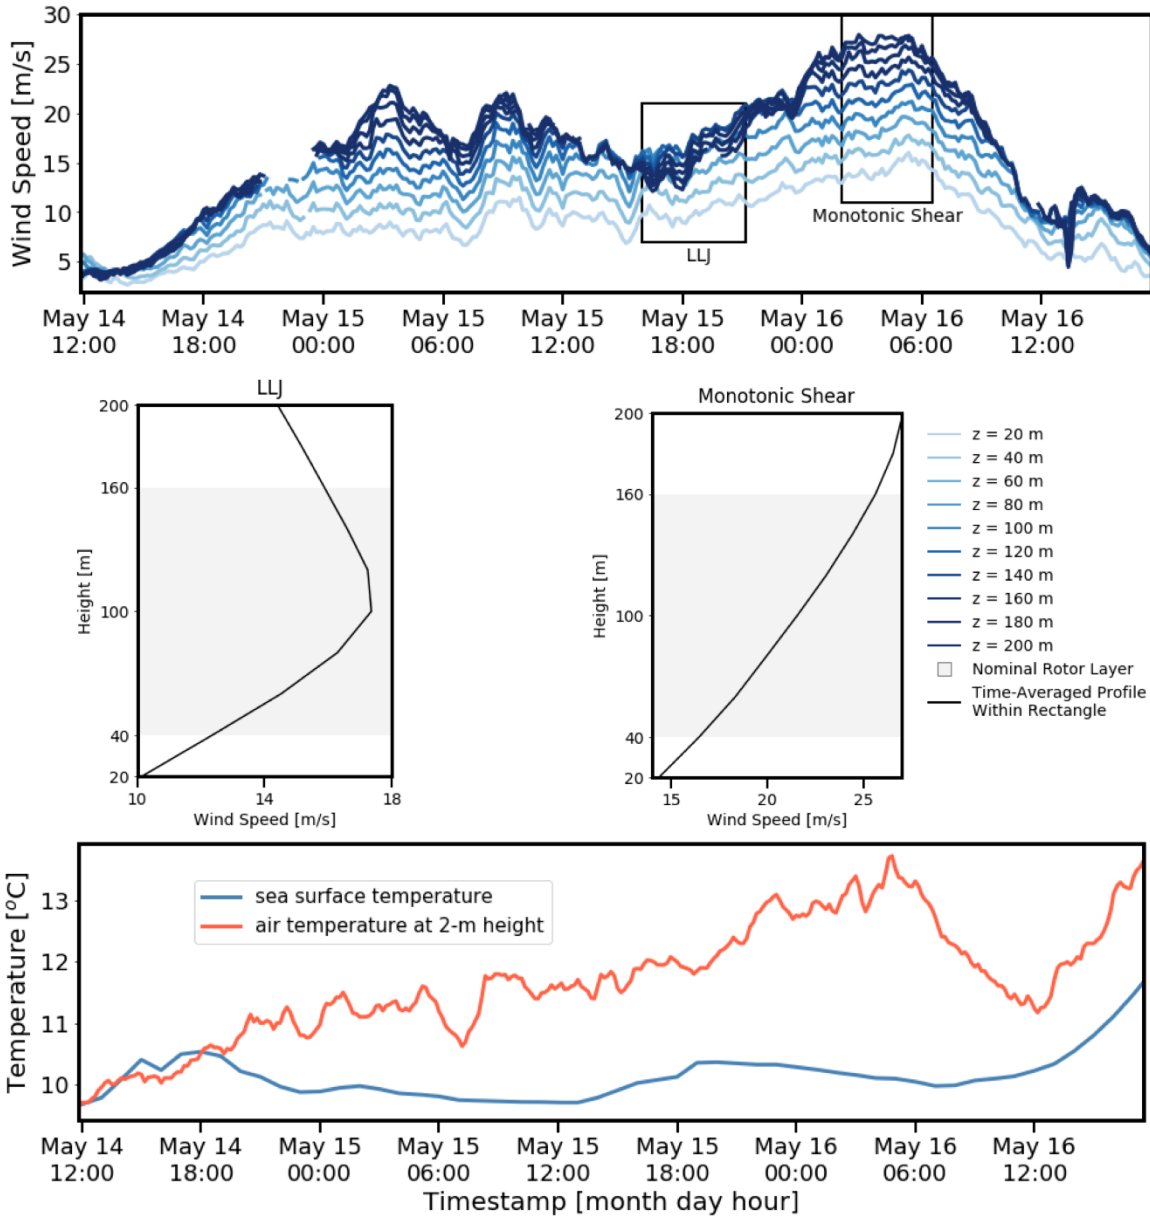 Wind Speed [m/s]
30
25
20
15
10
5
LLJ
Monotonic Shear
May 14 May 14 May 15 May 15 May 15 May 15 May 16 May 16 May 16
12:00 18:00 00:00 06:00 12:00 18:00 00:00 06:00 12:00
LLJ
Height [m]
200
160
100
40
20
10 14 18
Wind Speed [m/s]
Monotonic Shear
Height [m]
200
160
100
40
20
15 20 25
Wind Speed [m/s]
z = 20 m
z = 40 m
z = 60 m
z = 80 m
z = 100 m
z = 120 m
z = 140 m
z = 160 m
z = 180 m
z = 200 m
Nominal Rotor Layer
Time-Averaged Profile
Within Rectangle
Temperature [°C]
13
12
11
10
sea surface temperature
air temperature at 2-m height
May 14 May 14 May 15 May 15 May 15 May 15 May 16 May 16 May 16
12:00 18:00 00:00 06:00 12:00 18:00 00:00 06:00 12:00
Timestamp [month day hour]